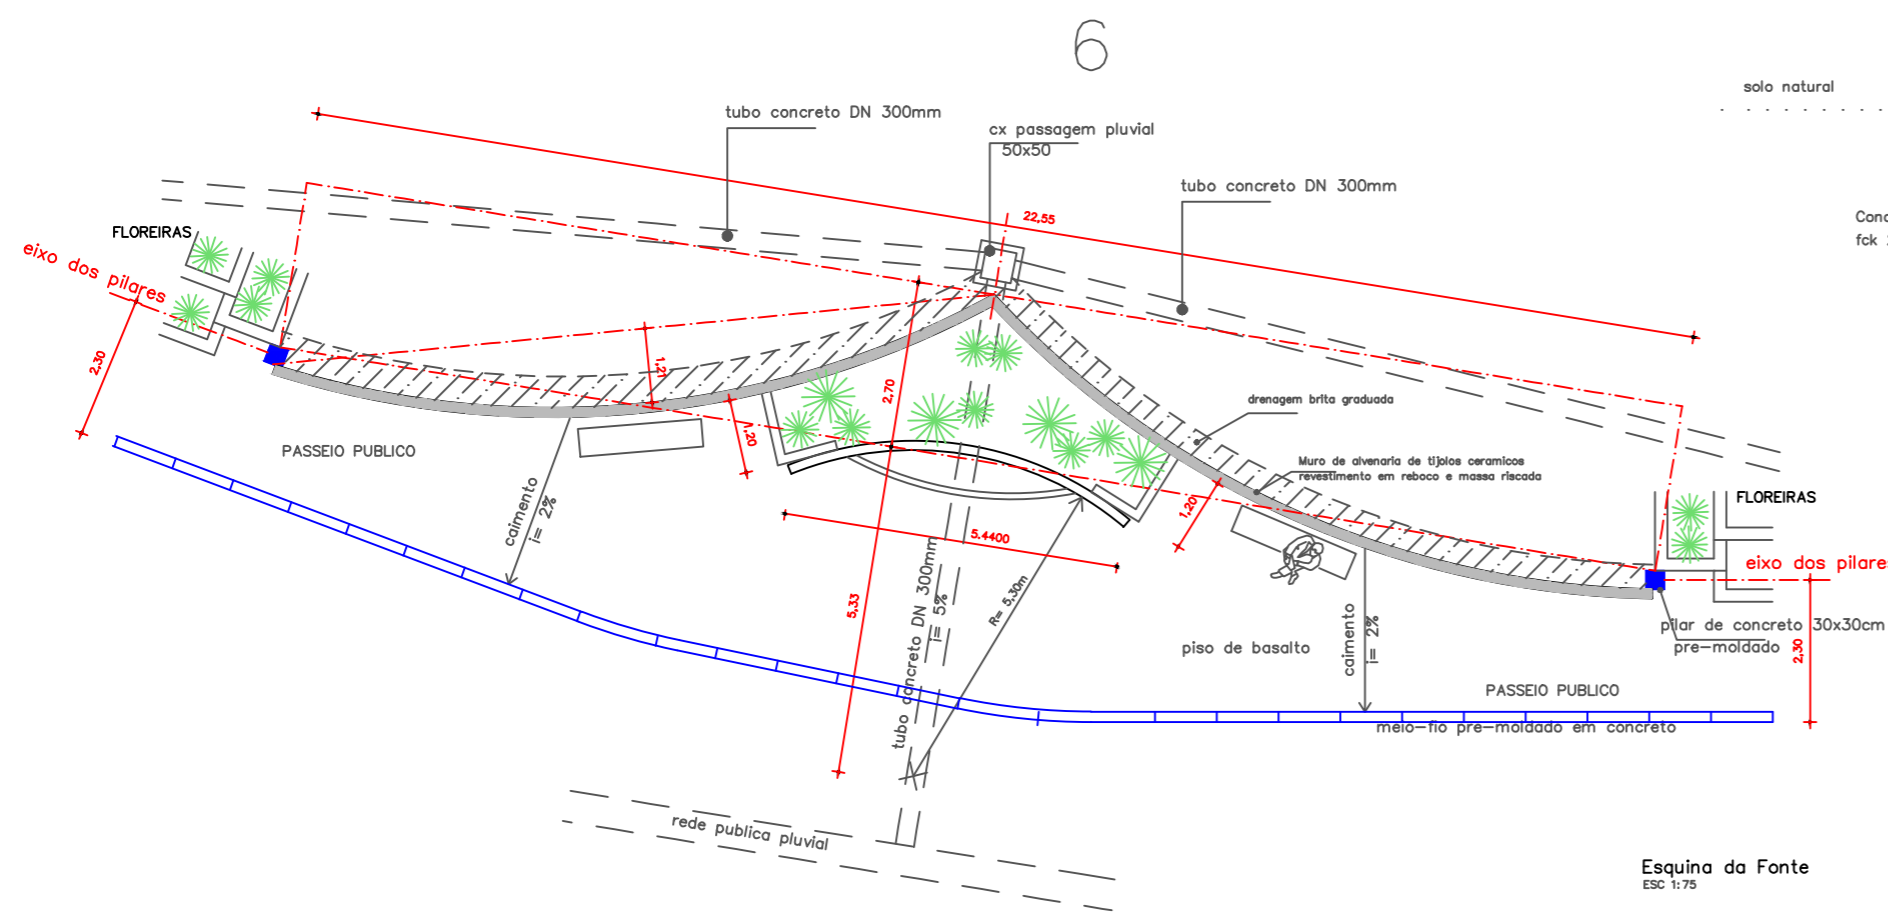 6
solo natural
tubo concreto DN 300mm
cx passagem pluvial
50x50
tubo concreto DN 300mm
22,55
FLOREIRAS
eixo dos pilares
2,30
1,21
2,70
1,20
drenagem brita graduada
Muro de alvenaria de tijolos ceramicos
revestimento em reboco e massa riscada
PASSEIO PUBLICO
caimento
i= 2%
1,20
5.4400
FLOREIRAS
eixo dos pilares
5,33
tubo concreto DN 300mm
i= 5%
R= 5,30m
piso de basalto
caimento
i= 2%
pilar de concreto 30x30cm
pre-moldado
2,30
PASSEIO PUBLICO
meio-fio pre-moldado em concreto
rede publica pluvial
Esquina da Fonte
ESC 1:75
fck